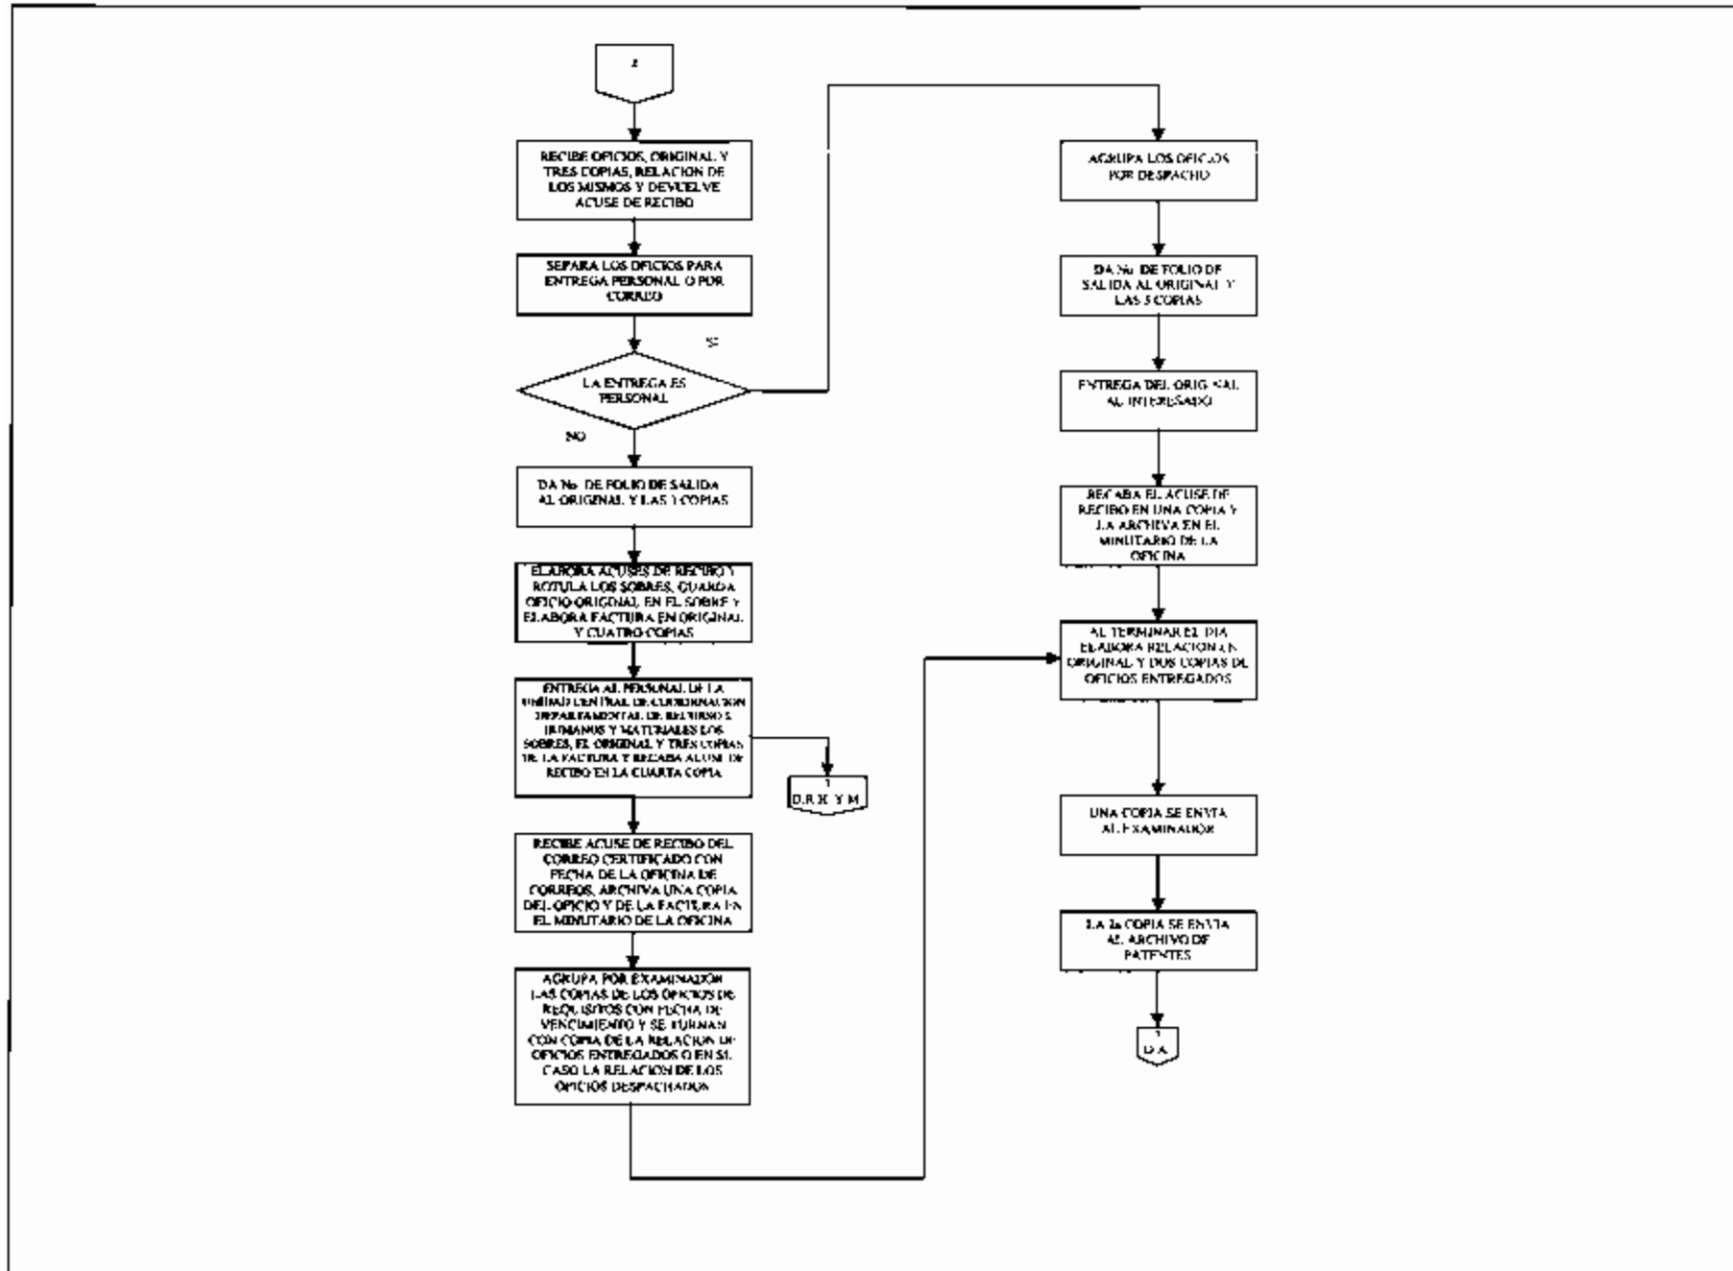 2
RECIBE OFICIOS, ORIGINAL Y
TRES COPIAS, RELACION DE
LOS MISMOS Y DEVUELVE
ACUSE DE RECIBO
SEPARA LOS OFICIOS PARA
ENTREGA PERSONAL O POR
CORREO
SI
LA ENTREGA ES
PERSONAL
NO
DA No. DE FOLIO DE SALIDA
AL ORIGINAL Y LAS 3 COPIAS
ELABORA ACUSES DE RECIBO Y
ROTULA LOS SOBRES, GUARDA
OFICIO ORIGINAL EN EL SOBRE Y
ELABORA FACTURA EN ORIGINAL
Y CUATRO COPIAS
ENTREGA AL PERSONAL DE LA
UNIDAD CENTRAL DE COORDINACION
DEPARTAMENTAL DE RECURSOS
HUMANOS Y MATERIALES LOS
SOBRES, EL ORIGINAL Y TRES COPIAS
DE LA FACTURA Y RECABA ACUSE DE
RECIBO EN LA CUARTA COPIA
1
D.R.H. Y M.
RECIBE ACUSE DE RECIBO DEL
CORREO CERTIFICADO CON
FECHA DE LA OFICINA DE
CORREOS, ARCHIVA UNA COPIA
DEL OFICIO Y DE LA FACTURA EN
EL MINUTARIO DE LA OFICINA
AGRUPA POR EXAMINADOR
LAS COPIAS DE LOS OFICIOS DE
REQUISITOS CON FECHA DE
VENCIMIENTO Y SE TURNAN
CON COPIA DE LA RELACION DE
OFICIOS ENTREGADOS O EN SU
CASO LA RELACION DE LOS
OFICIOS DESPACHADOS
AGRUPA LOS OFICIOS
POR DESPACHO
DA No. DE FOLIO DE
SALIDA AL ORIGINAL Y
LAS 3 COPIAS
ENTREGA DEL ORIGINAL
AL INTERESADO
RECABA EL ACUSE DE
RECIBO EN UNA COPIA Y
LA ARCHIVA EN EL
MINUTARIO DE LA
OFICINA
AL TERMINAR EL DIA
ELABORA RELACION EN
ORIGINAL Y DOS COPIAS DE
OFICIOS ENTREGADOS
UNA COPIA SE ENVIA
AL EXAMINADOR
LA 2a COPIA SE ENVIA
AL ARCHIVO DE
PATENTES
D.A.